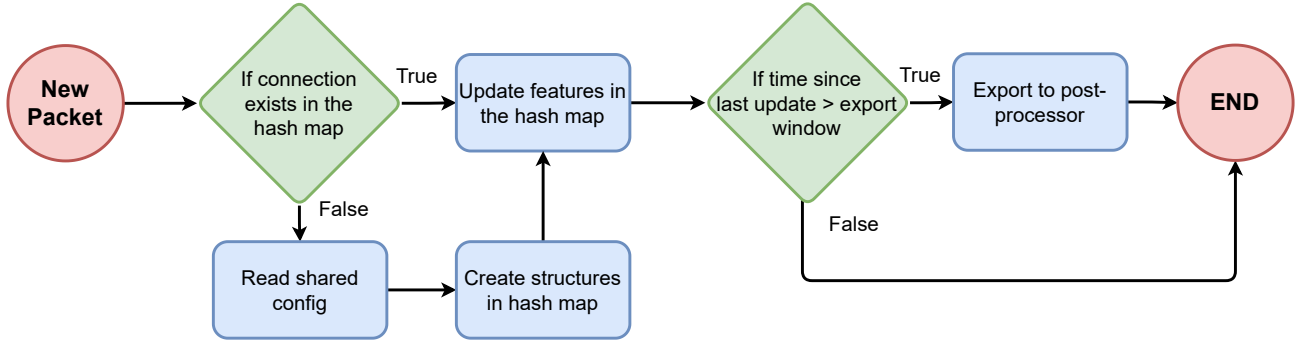 New
Packet
If connection
exists in the
hash map
True
False
Update features in
the hash map
Read shared
config
Create structures
in hash map
If time since
last update > export
window
True
False
Export to post-
processor
END